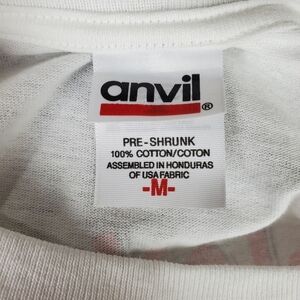 anvil®
PRE-SHRUNK
100% COTTON/COTON
ASSEMBLED IN HONDURAS
OF USA FABRIC
-M-